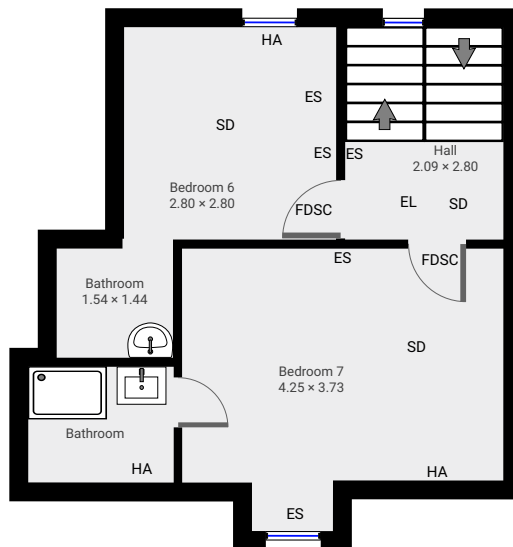 HA
ES
SD
ES
ES
Hall
2.09 × 2.80
Bedroom 6
2.80 × 2.80
FDSC
EL
SD
ES
FDSC
Bathroom
1.54 × 1.44
SD
Bedroom 7
4.25 × 3.73
Bathroom
HA
HA
ES